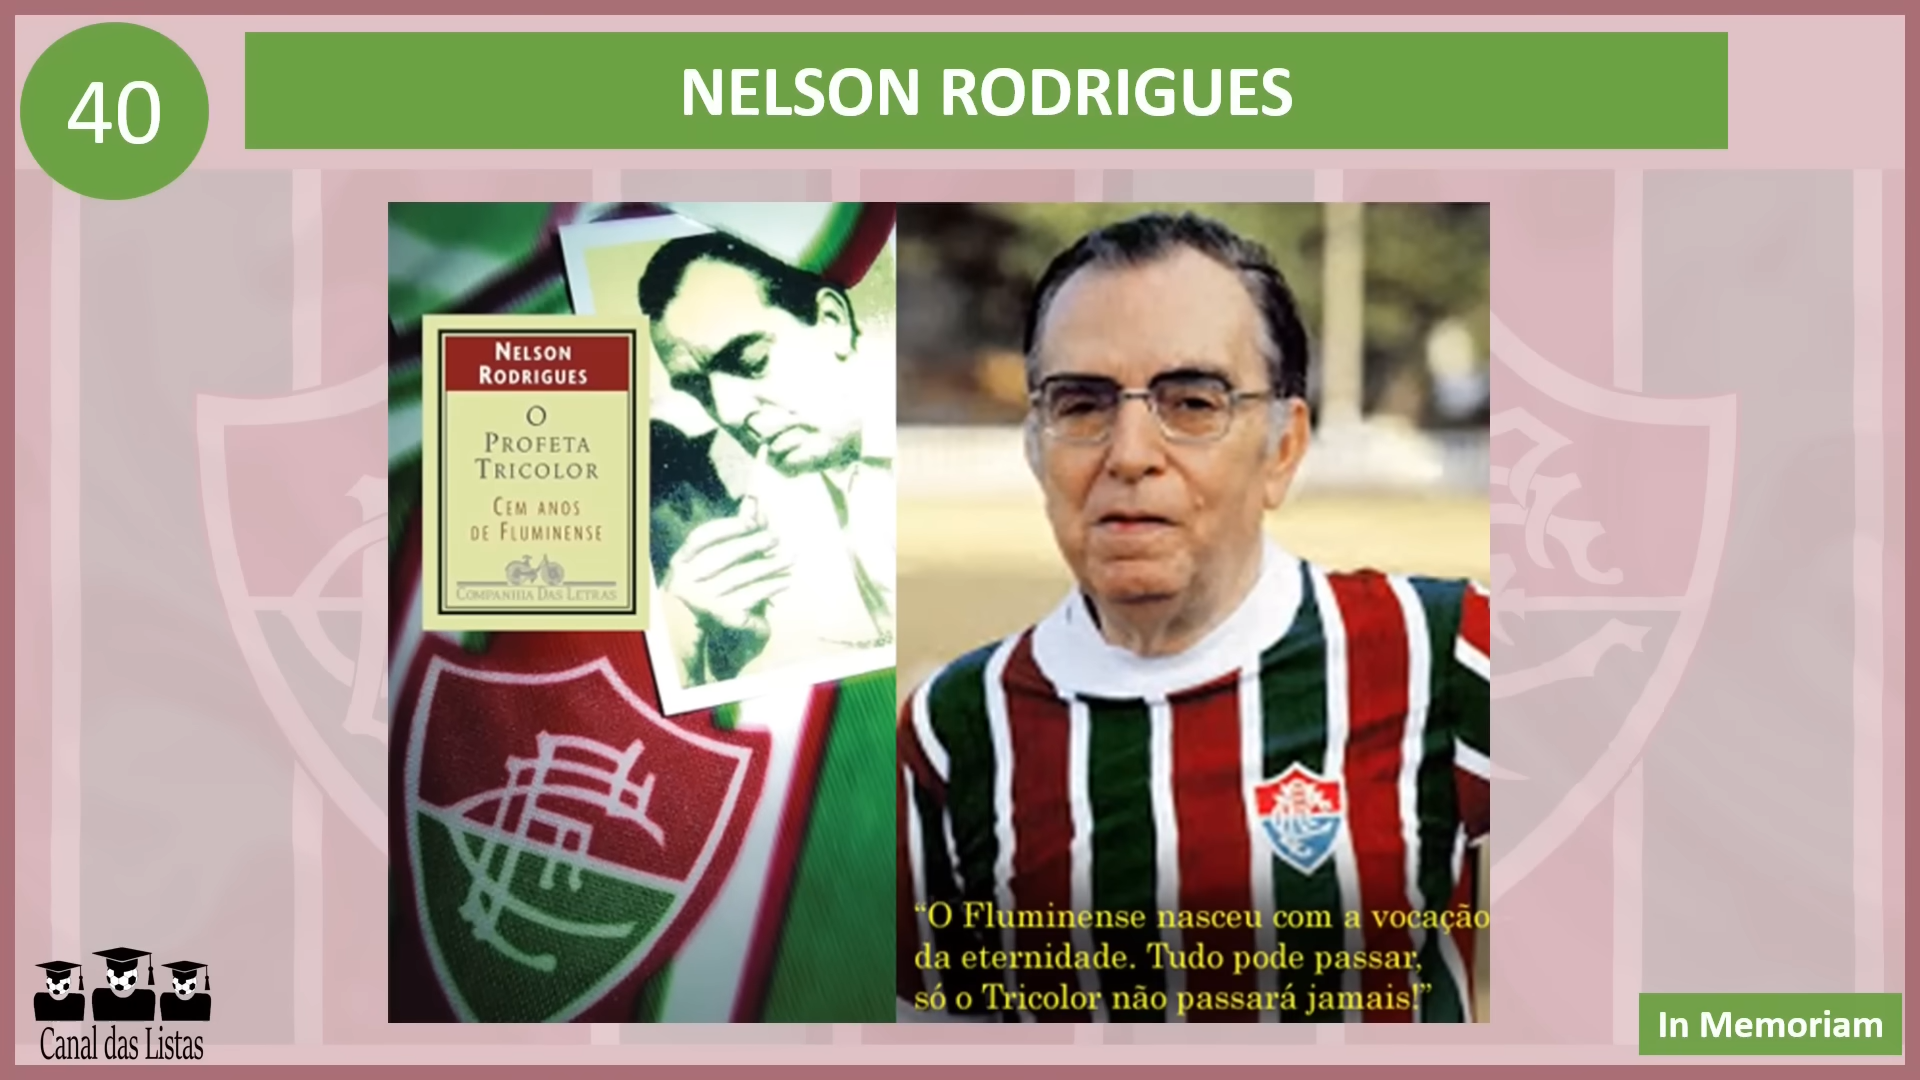 40
NELSON RODRIGUES
NELSON
RODRIGUES
O
PROFETA
TRICOLOR
CEM ANOS
DE FLUMINENSE
COMPANHIA DAS LETRAS
“O Fluminense nasceu com a vocação
da eternidade. Tudo pode passar,
só o Tricolor não passará jamais!”
Canal das Listas
In Memoriam